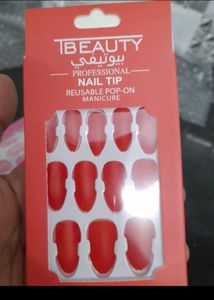 TBEAUTY
بيوتيفي
PROFESSIONAL
NAIL TIP
REUSABLE POP-ON
MANICURE